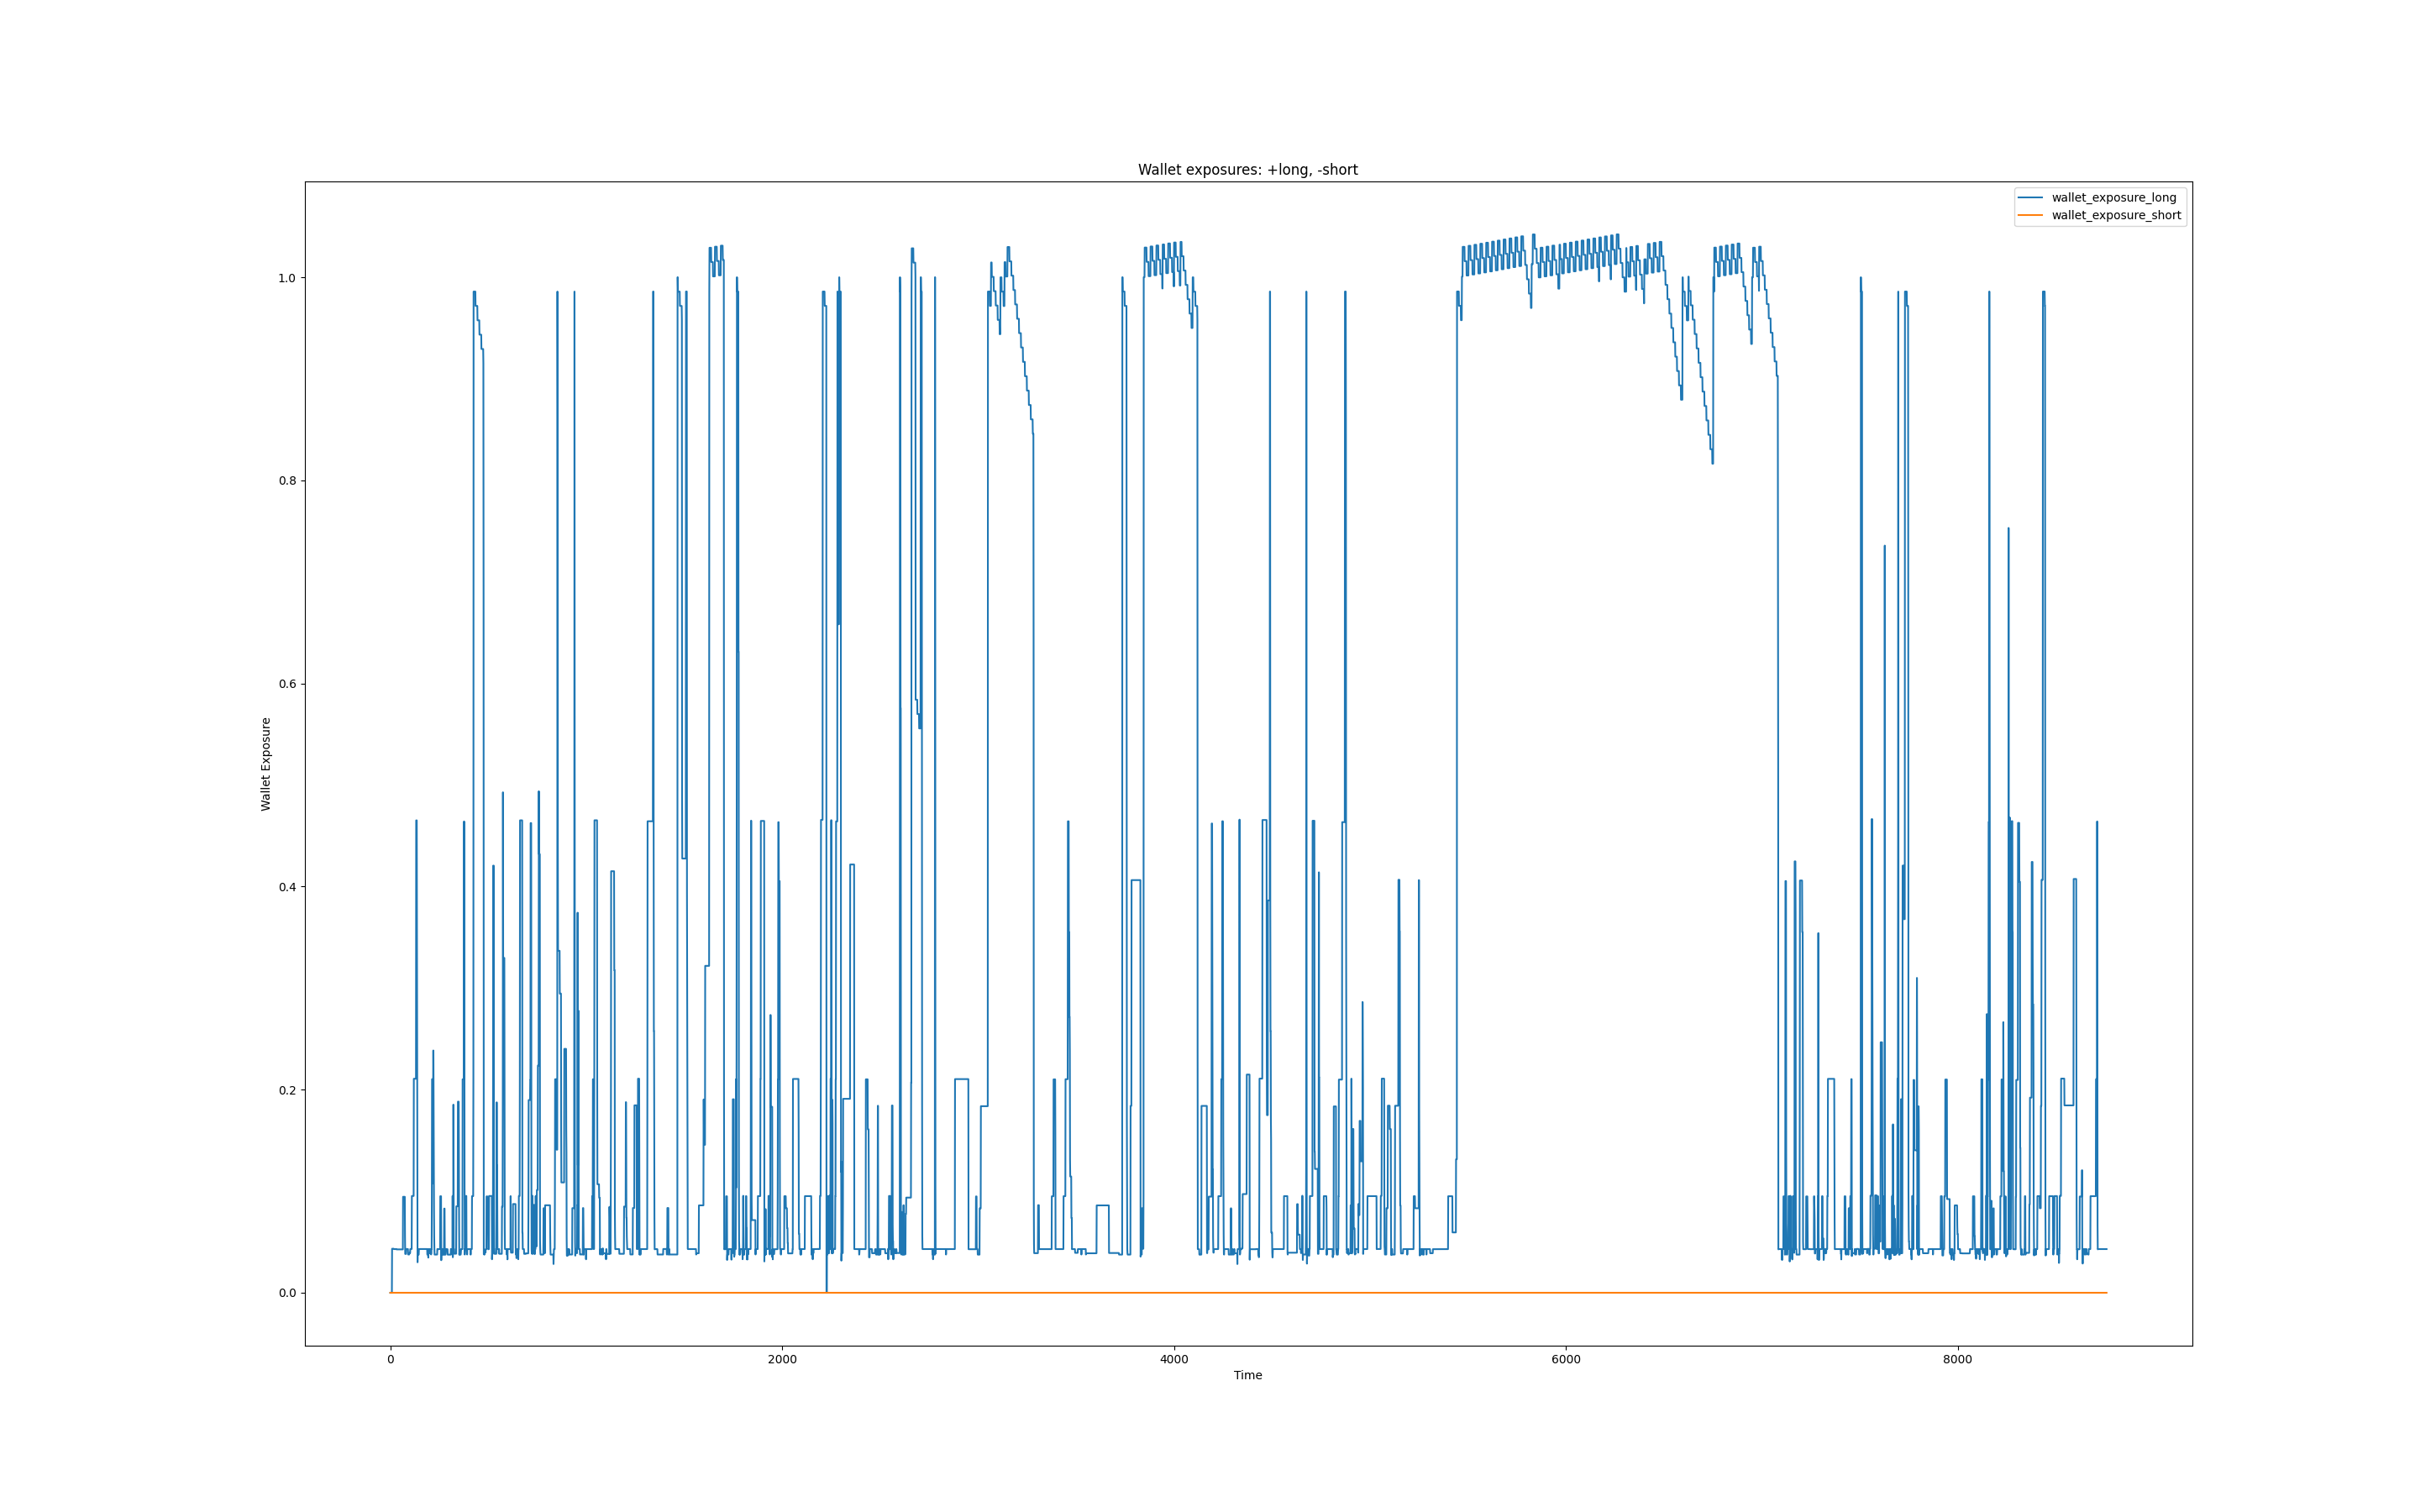 Wallet exposures: +long, -short
wallet_exposure_long
wallet_exposure_short
1.0
0.8
0.6
0.4
0.2
0.0
Wallet Exposure
0 2000 4000 6000 8000
Time